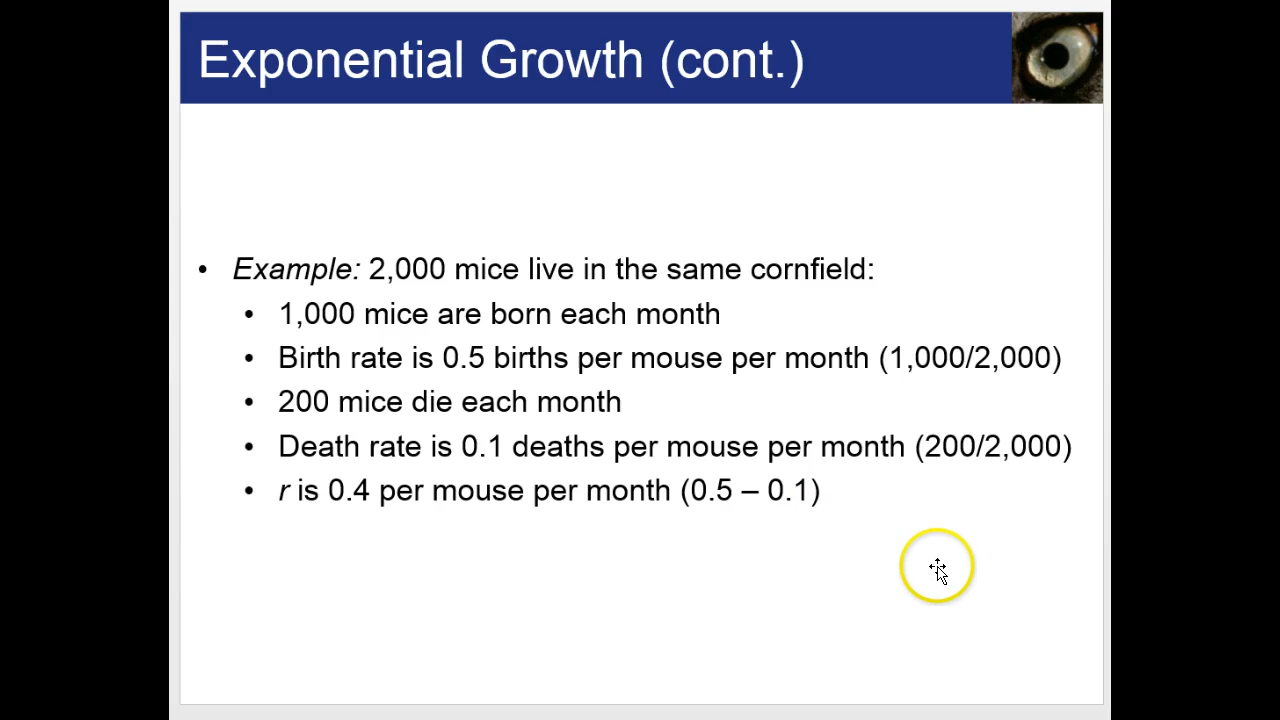 Exponential Growth (cont.)
• Example: 2,000 mice live in the same cornfield:
• 1,000 mice are born each month
• Birth rate is 0.5 births per mouse per month (1,000/2,000)
• 200 mice die each month
• Death rate is 0.1 deaths per mouse per month (200/2,000)
• r is 0.4 per mouse per month (0.5 – 0.1)